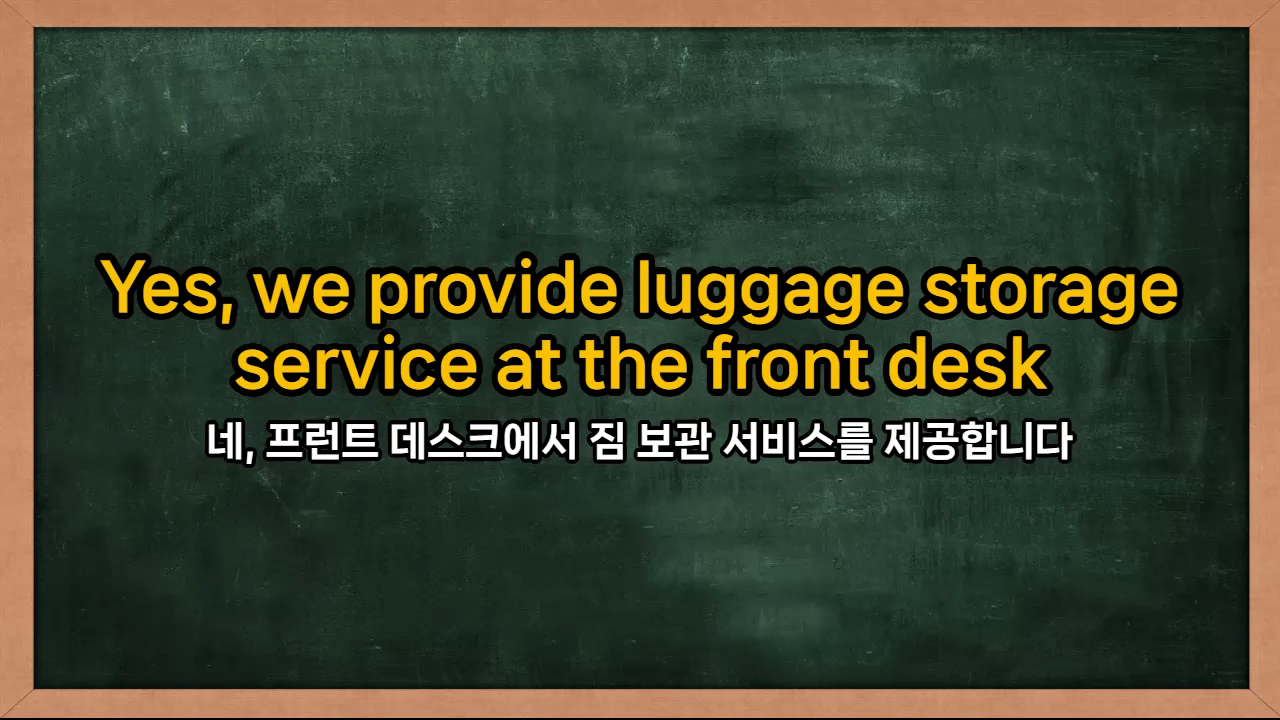 Yes, we provide luggage storage
service at the front desk
네, 프런트 데스크에서 짐 보관 서비스를 제공합니다